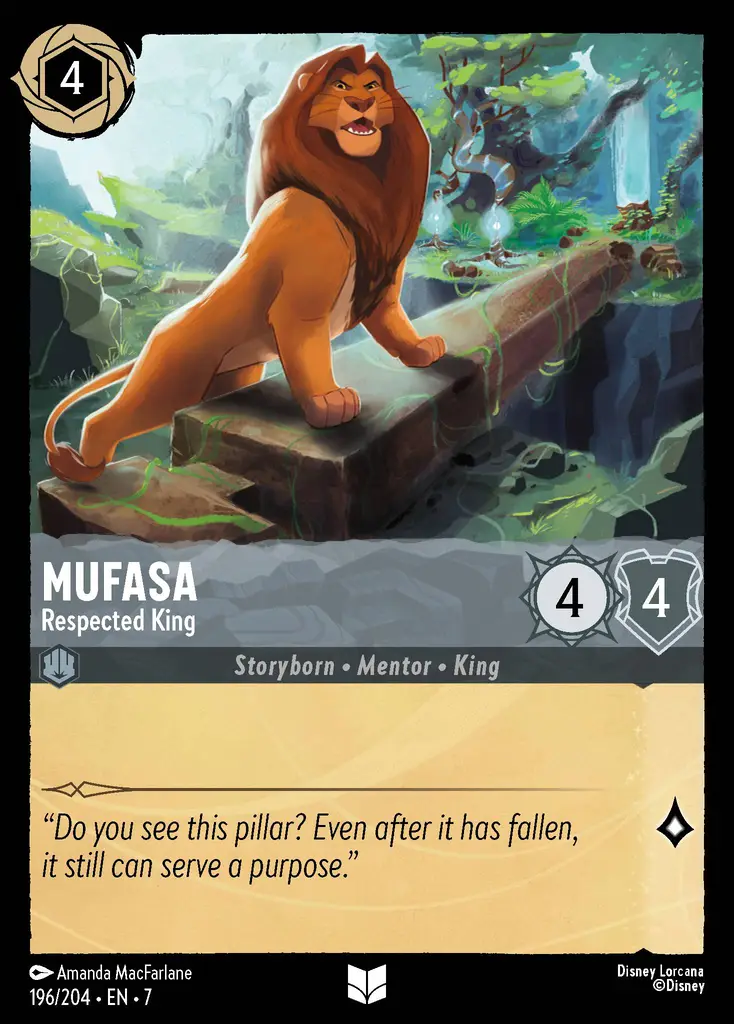 4
MUFASA
Respected King
4
4
Storyborn • Mentor • King
“Do you see this pillar? Even after it has fallen,
it still can serve a purpose.”
Amanda MacFarlane
196/204 • EN • 7
Disney Lorcana
©Disney